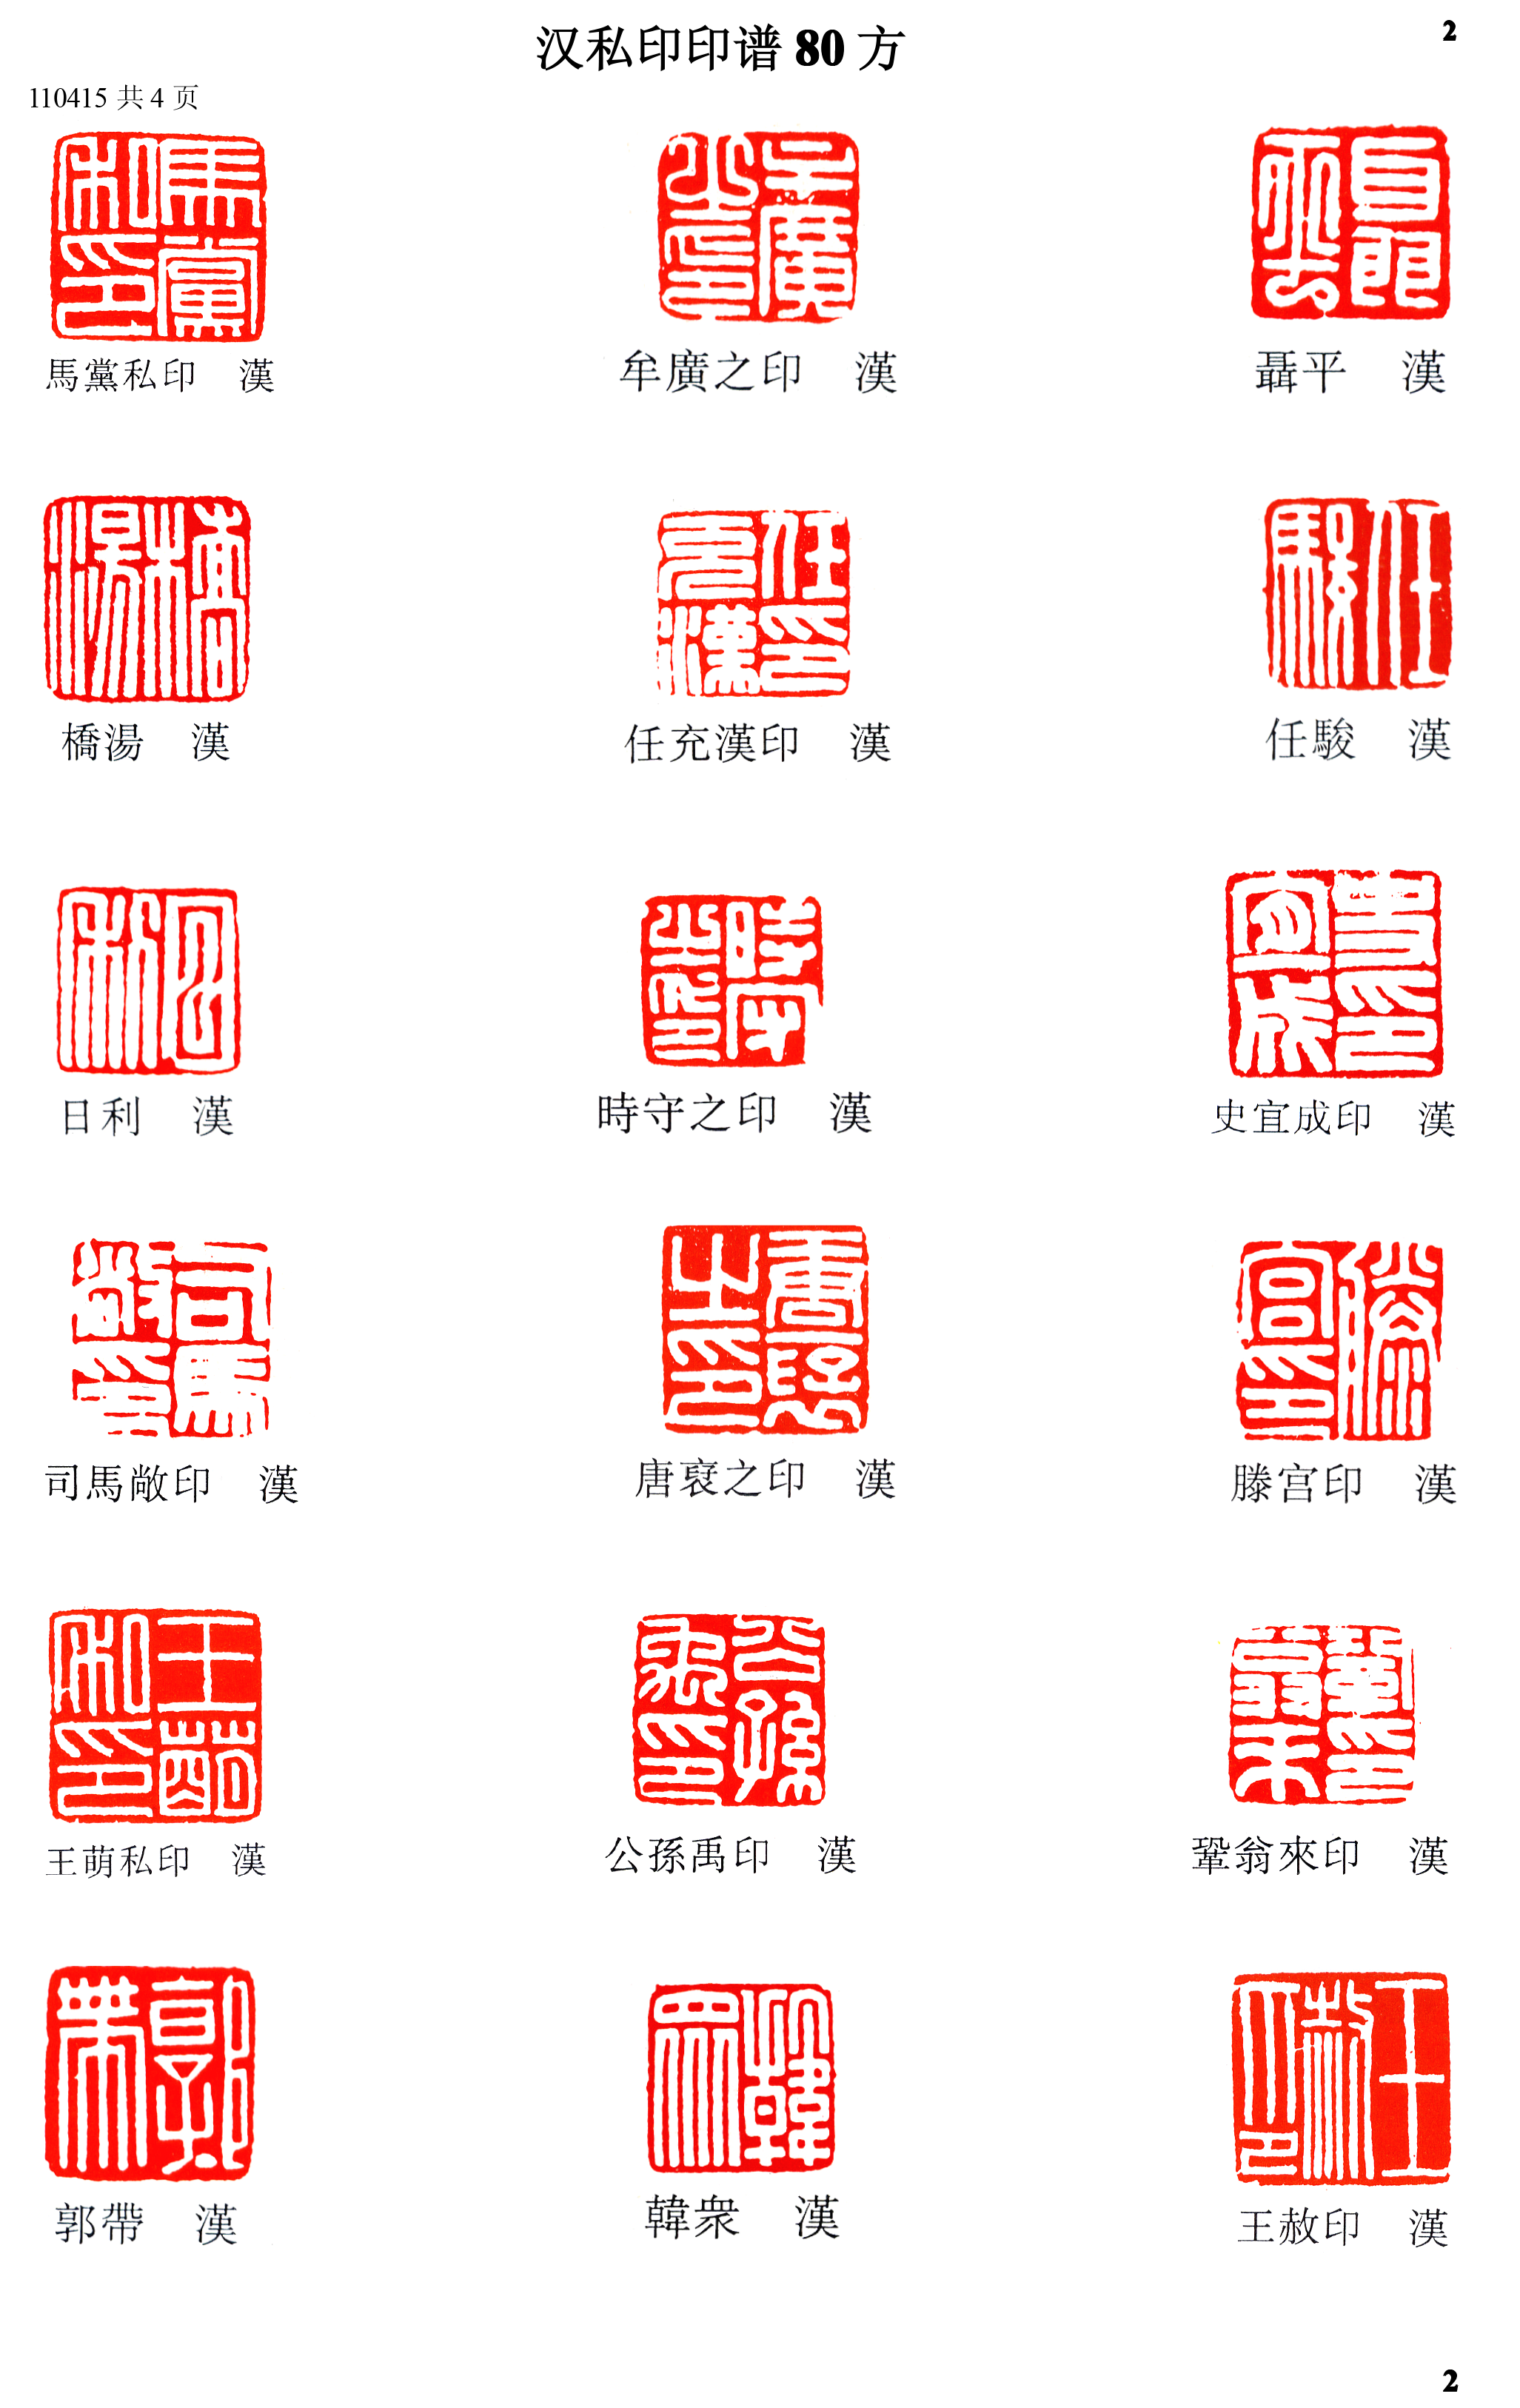 汉私印印谱 80 方
2
110415 共 4 页
馬黨私印 漢
牟廣之印 漢
聶平 漢
橋湯 漢
任充漢印 漢
任駿 漢
日利 漢
時守之印 漢
史宜成印 漢
司馬敞印 漢
唐裦之印 漢
滕宫印 漢
王萌私印 漢
公孫禹印 漢
鞏翁來印 漢
郭帶 漢
韓衆 漢
王赦印 漢
2